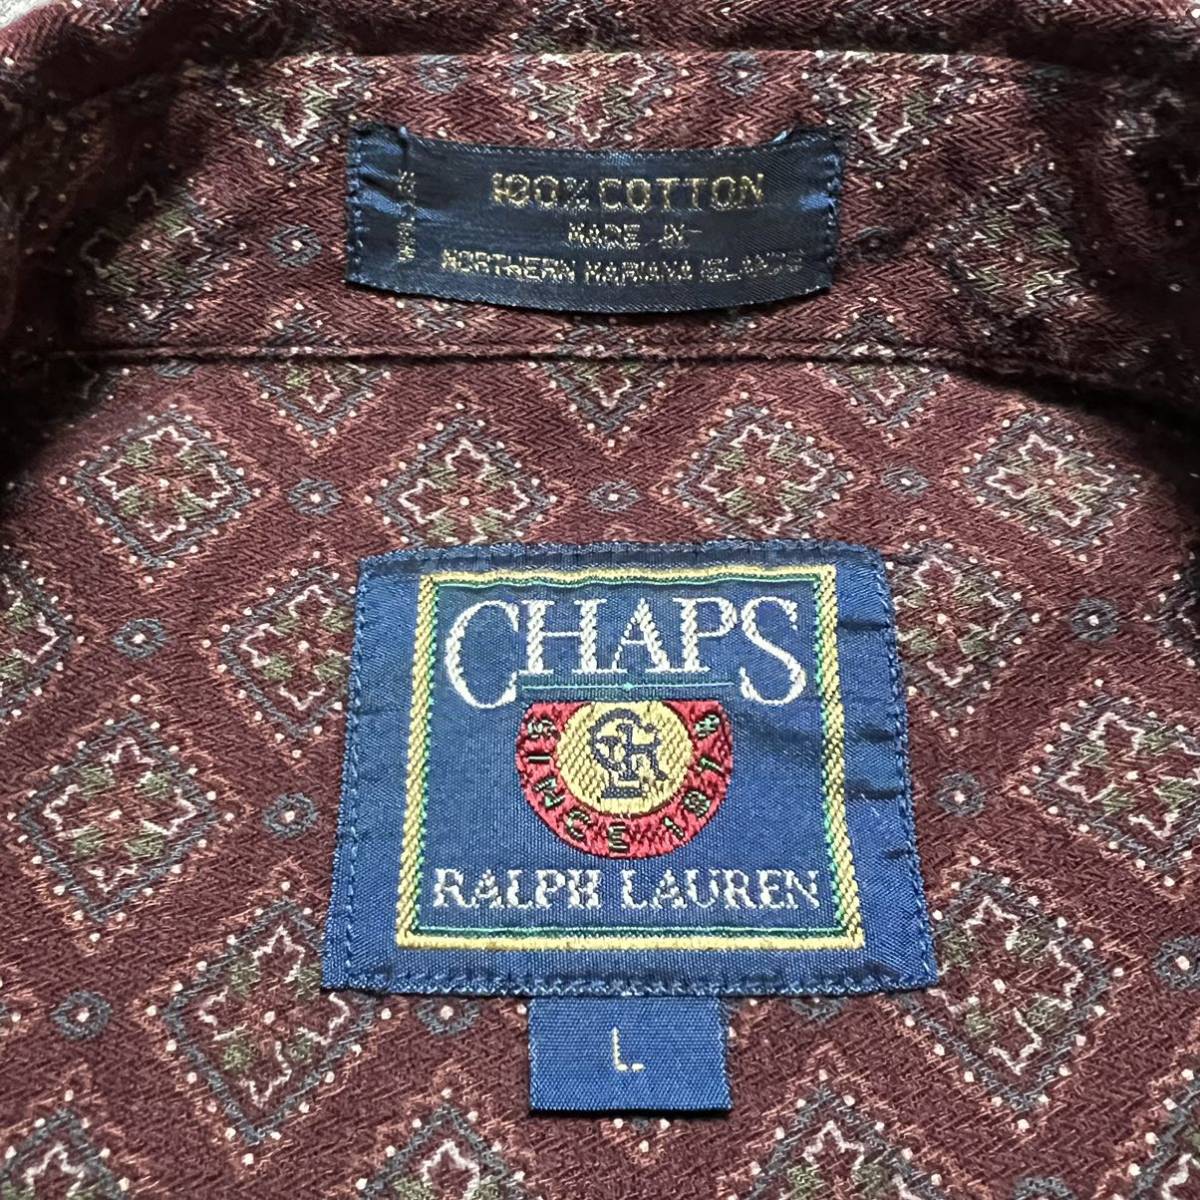 100% COTTON
MADE IN
NORTHERN MARIANA ISLANDS
CHAPS
SINCE 1978
RALPH LAUREN
L